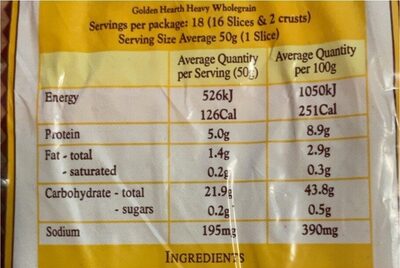 Golden Hearth Heavy Wholegrain
Servings per package: 18 (16 Slices & 2 crusts)
Serving Size Average 50g (1 Slice)
Average Quantity per Serving (50g) Average Quantity per 100g
Energy 526kJ 1050kJ
126Cal 251Cal
Protein 5.0g 8.9g
Fat - total 1.4g 2.9g
- saturated 0.2g 0.3g
Carbohydrate - total 21.9g 43.8g
- sugars 0.2g 0.5g
Sodium 195mg 390mg
INGREDIENTS